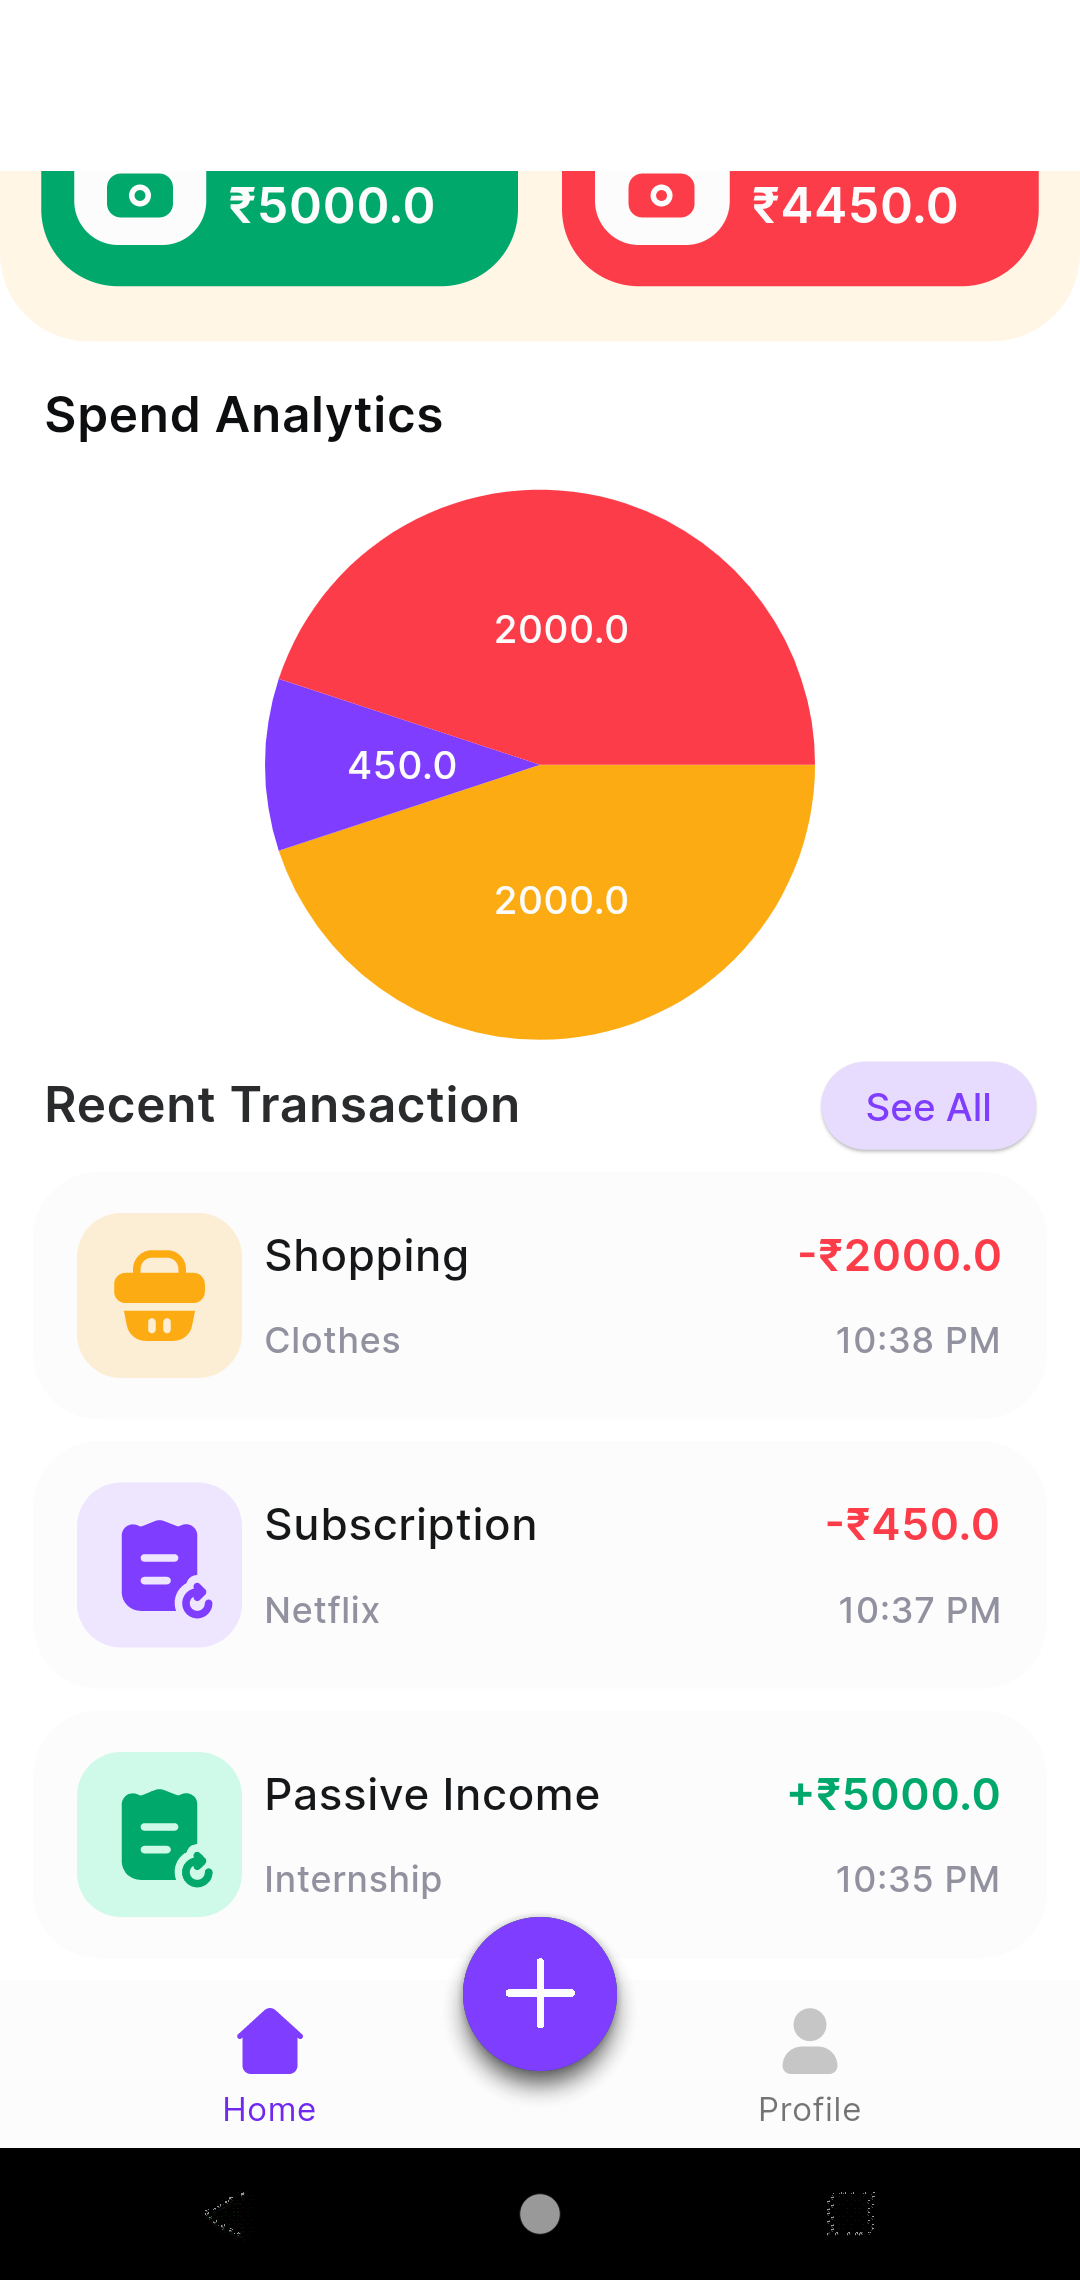 ₹5000.0 ₹4450.0
Spend Analytics
2000.0
450.0
2000.0
Recent Transaction See All
Shopping -₹2000.0
Clothes 10:38 PM
Subscription -₹450.0
Netflix 10:37 PM
Passive Income +₹5000.0
Internship 10:35 PM
Home Profile